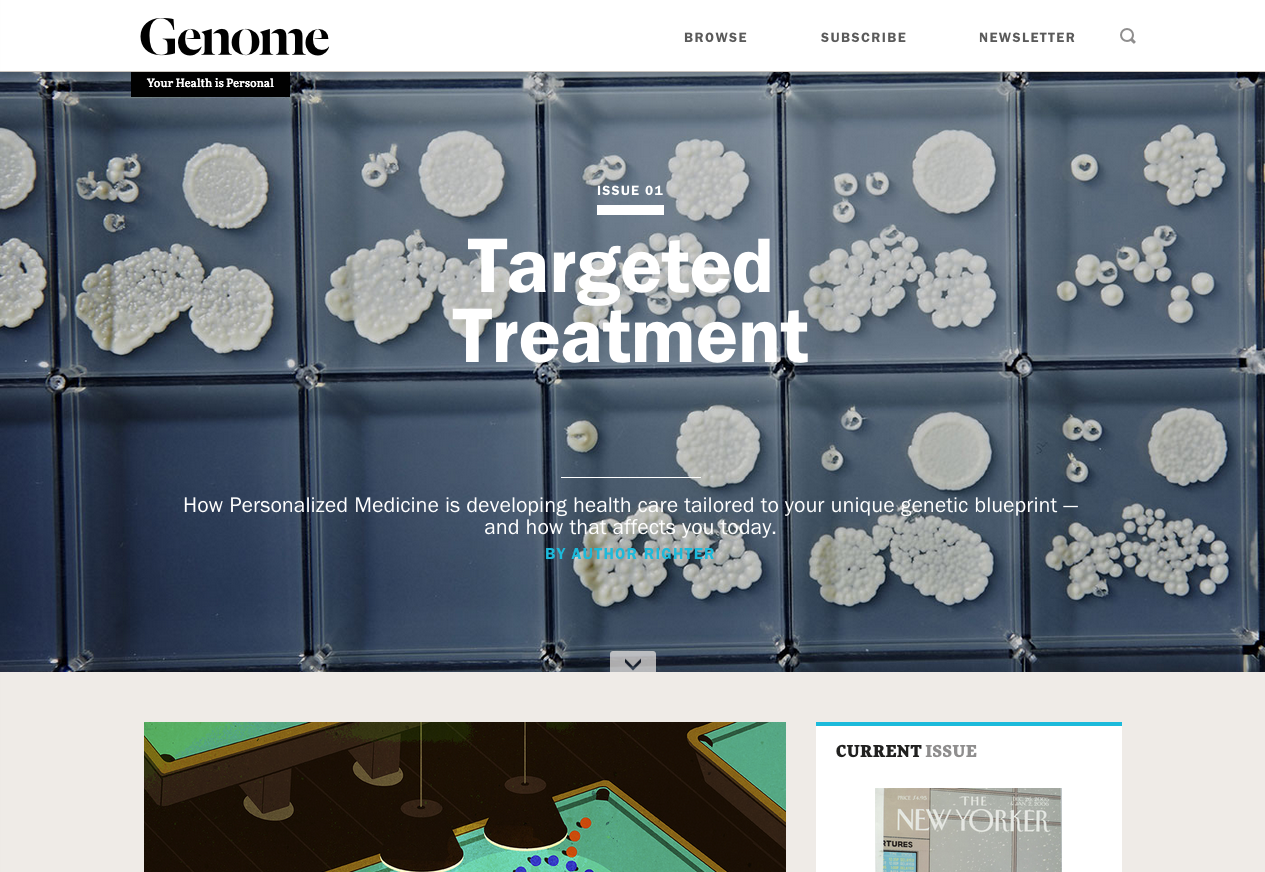 Genome
BROWSE
SUBSCRIBE
NEWSLETTER
Your Health is Personal
ISSUE 01
Targeted
Treatment
How Personalized Medicine is developing health care tailored to your unique genetic blueprint —
and how that affects you today.
BY AUTHOR RIGHTER
CURRENT ISSUE
THE
NEW YORKER
TURES